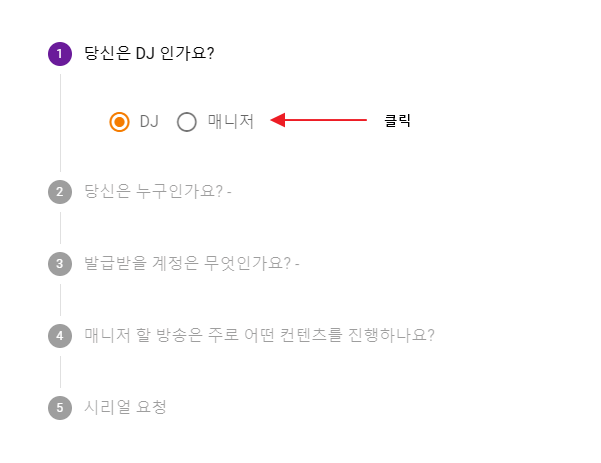 1 당신은 DJ 인가요?
DJ 매니저 클릭
2 당신은 누구인가요? -
3 발급받을 계정은 무엇인가요? -
4 매니저 할 방송은 주로 어떤 컨텐츠를 진행하나요?
5 시리얼 요청